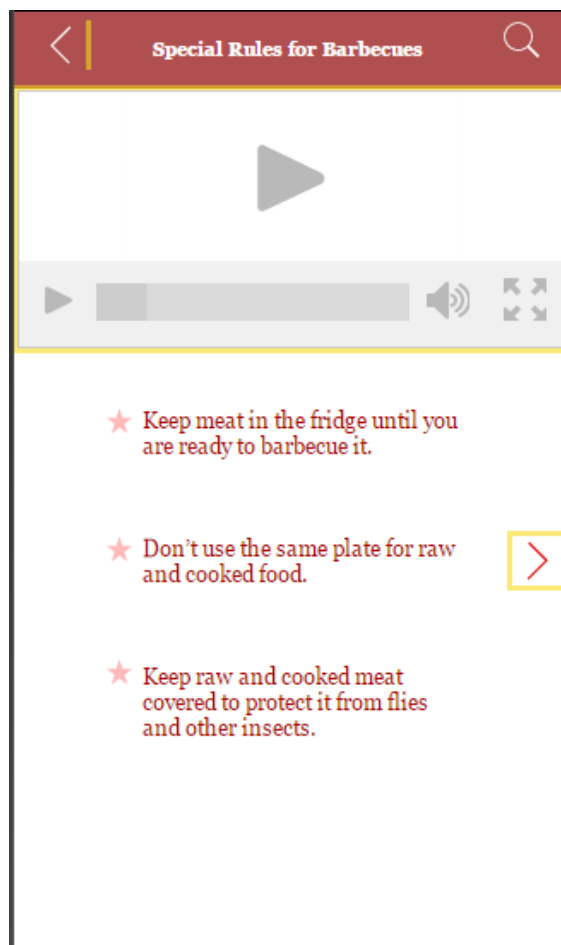 Special Rules for Barbecues
Keep meat in the fridge until you
are ready to barbecue it.
Don’t use the same plate for raw
and cooked food.
Keep raw and cooked meat
covered to protect it from flies
and other insects.